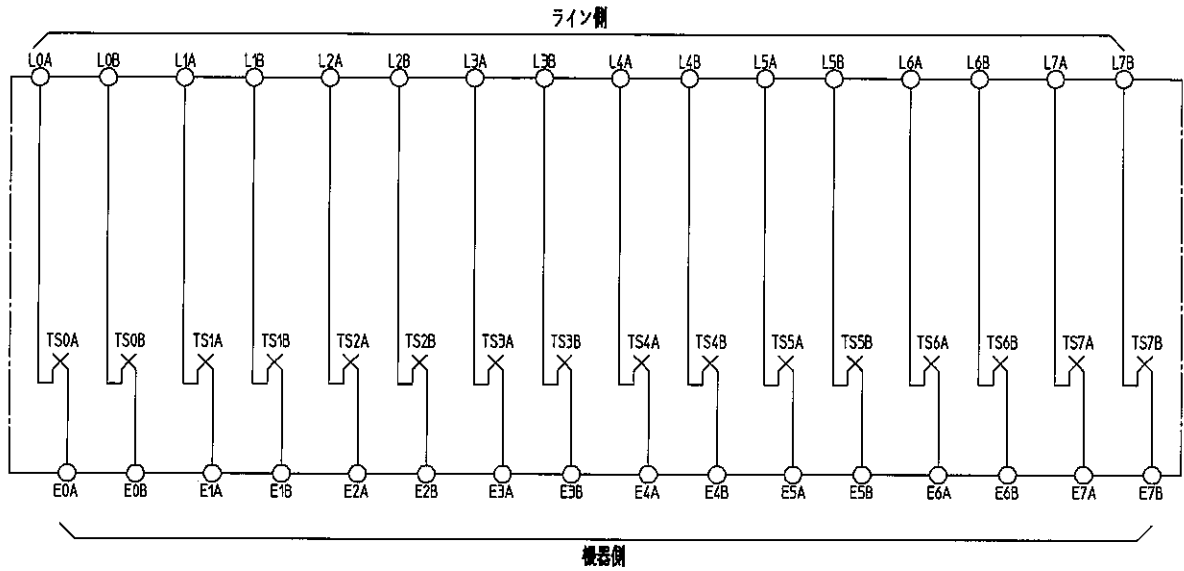 ライン側
L0A L0B L1A L1B L2A L2B L3A L3B L4A L4B L5A L5B L6A L6B L7A L7B
TS0A TS0B TS1A TS1B TS2A TS2B TS3A TS3B TS4A TS4B TS5A TS5B TS6A TS6B TS7A TS7B
E0A E0B E1A E1B E2A E2B E3A E3B E4A E4B E5A E5B E6A E6B E7A E7B
機器側